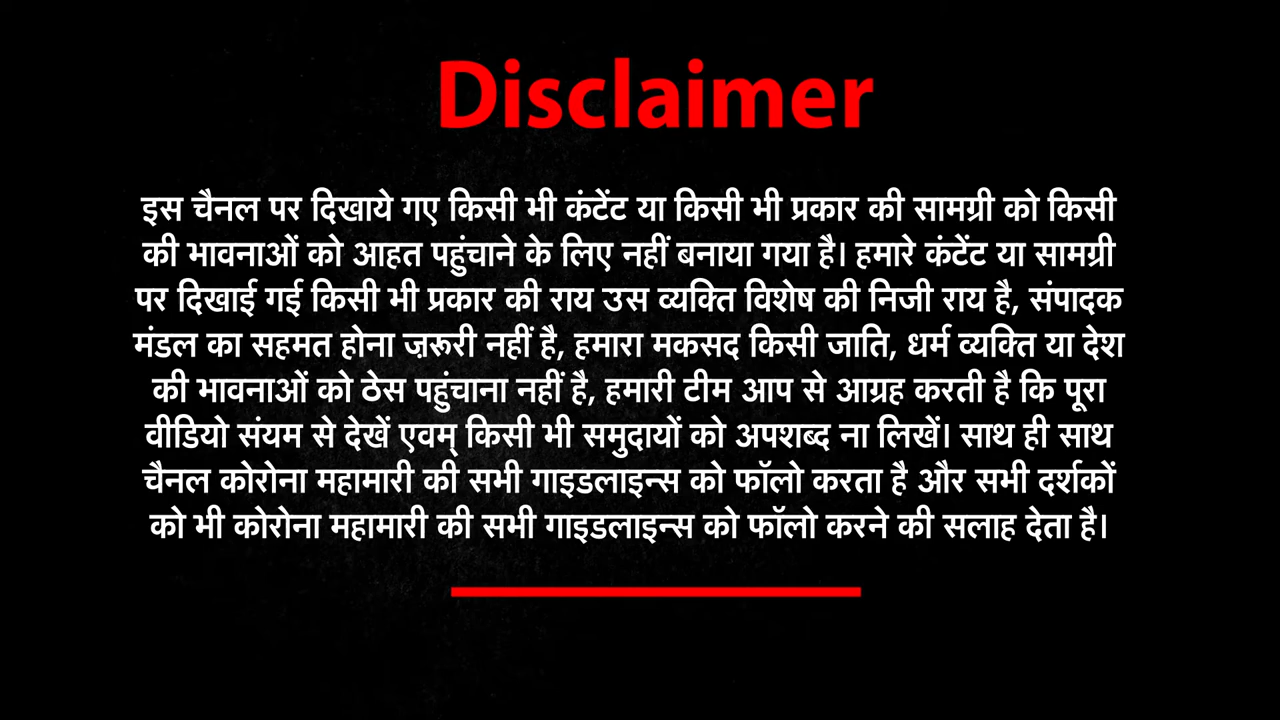 Disclaimer
इस चैनल पर दिखाये गए किसी भी कंटेंट या किसी भी प्रकार की सामग्री को किसी
की भावनाओं को आहत पहुंचाने के लिए नहीं बनाया गया है। हमारे कंटेंट या सामग्री
पर दिखाई गई किसी भी प्रकार की राय उस व्यक्ति विशेष की निजी राय है, संपादक
मंडल का सहमत होना ज़रूरी नहीं है, हमारा मकसद किसी जाति, धर्म व्यक्ति या देश
की भावनाओं को ठेस पहुंचाना नहीं है, हमारी टीम आप से आग्रह करती है कि पूरा
वीडियो संयम से देखें एवम् किसी भी समुदायों को अपशब्द ना लिखें। साथ ही साथ
चैनल कोरोना महामारी की सभी गाइडलाइन्स को फॉलो करता है और सभी दर्शकों
को भी कोरोना महामारी की सभी गाइडलाइन्स को फॉलो करने की सलाह देता है।